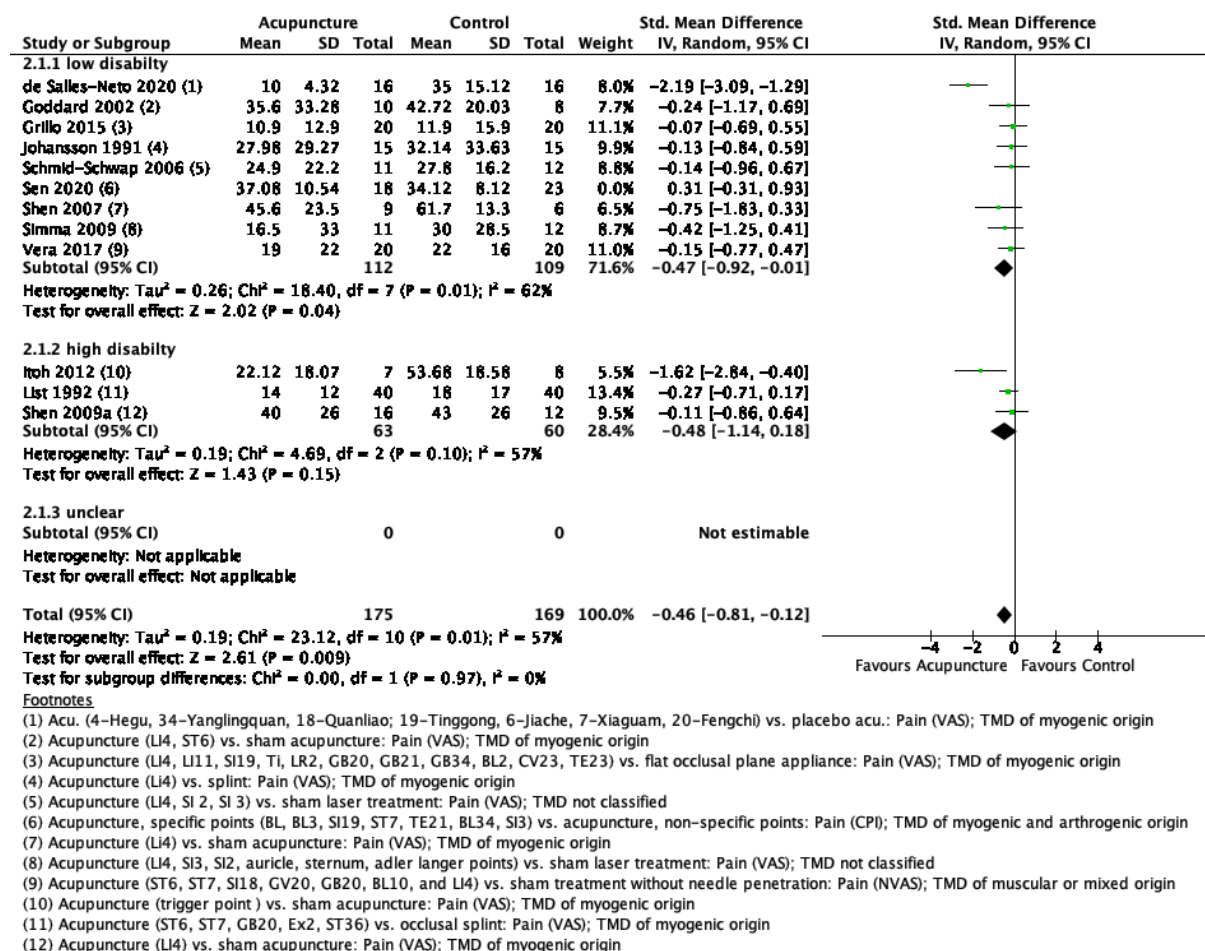 Acupuncture Control Std. Mean Difference Std. Mean Difference
Study or Subgroup Mean SD Total Mean SD Total Weight IV, Random, 95% CI IV, Random, 95% CI
2.1.1 low disabilty
de Salles-Neto 2020 (1) 10 4.32 16 35 15.12 16 8.0% -2.19 [-3.09, -1.29]
Goddard 2002 (2) 35.6 33.28 10 42.72 20.03 8 7.7% -0.24 [-1.17, 0.69]
Grillo 2015 (3) 10.9 12.9 20 11.9 15.9 20 11.1% -0.07 [-0.69, 0.55]
Johansson 1991 (4) 27.98 29.27 15 32.14 33.63 15 9.9% -0.13 [-0.84, 0.59]
Schmid-Schwap 2006 (5) 24.9 22.2 11 27.8 16.2 12 8.8% -0.14 [-0.96, 0.67]
Sen 2020 (6) 37.08 10.54 18 34.12 8.12 23 0.0% 0.31 [-0.31, 0.93]
Shen 2007 (7) 45.6 23.5 9 61.7 13.3 6 6.5% -0.75 [-1.83, 0.33]
Simma 2009 (8) 16.5 33 11 30 28.5 12 8.7% -0.42 [-1.25, 0.41]
Vera 2017 (9) 19 22 20 22 16 20 11.0% -0.15 [-0.77, 0.47]
Subtotal (95% CI) 112 109 71.6% -0.47 [-0.92, -0.01]
Heterogeneity: Tau² = 0.26; Chi² = 18.40, df = 7 (P = 0.01); I² = 62%
Test for overall effect: Z = 2.02 (P = 0.04)
2.1.2 high disabilty
Itoh 2012 (10) 22.12 18.07 7 53.68 18.58 8 5.5% -1.62 [-2.84, -0.40]
List 1992 (11) 14 12 40 18 17 40 13.4% -0.27 [-0.71, 0.17]
Shen 2009a (12) 40 26 16 43 26 12 9.5% -0.11 [-0.86, 0.64]
Subtotal (95% CI) 63 60 28.4% -0.48 [-1.14, 0.18]
Heterogeneity: Tau² = 0.19; Chi² = 4.69, df = 2 (P = 0.10); I² = 57%
Test for overall effect: Z = 1.43 (P = 0.15)
2.1.3 unclear
Subtotal (95% CI) 0 0 Not estimable
Heterogeneity: Not applicable
Test for overall effect: Not applicable
Total (95% CI) 175 169 100.0% -0.46 [-0.81, -0.12]
Heterogeneity: Tau² = 0.19; Chi² = 23.12, df = 10 (P = 0.01); I² = 57%
Test for overall effect: Z = 2.61 (P = 0.009)
Test for subgroup differences: Chi² = 0.00, df = 1 (P = 0.97), I² = 0%
-4 -2 0 2 4
Favours Acupuncture Favours Control
Footnotes
(1) Acu. (4-Hegu, 34-Yanglingquan, 18-Quanliao; 19-Tinggong, 6-Jiache, 7-Xiaguam, 20-Fengchi) vs. placebo acu.: Pain (VAS); TMD of myogenic origin
(2) Acupuncture (LI4, ST6) vs. sham acupuncture: Pain (VAS); TMD of myogenic origin
(3) Acupuncture (LI4, LI11, SI19, Ti, LR2, GB20, GB21, GB34, BL2, CV23, TE23) vs. flat occlusal plane appliance: Pain (VAS); TMD of myogenic origin
(4) Acupuncture (Li4) vs. splint: Pain (VAS); TMD of myogenic origin
(5) Acupuncture (LI4, SI 2, SI 3) vs. sham laser treatment: Pain (VAS); TMD not classified
(6) Acupuncture, specific points (BL, BL3, SI19, ST7, TE21, BL34, SI3) vs. acupuncture, non-specific points: Pain (CPI); TMD of myogenic and arthrogenic origin
(7) Acupuncture (Li4) vs. sham acupuncture: Pain (VAS); TMD of myogenic origin
(8) Acupuncture (LI4, SI3, SI2, auricle, sternum, adler langer points) vs. sham laser treatment: Pain (VAS); TMD not classified
(9) Acupuncture (ST6, ST7, SI18, GV20, GB20, BL10, and LI4) vs. sham treatment without needle penetration: Pain (NVAS); TMD of muscular or mixed origin
(10) Acupuncture (trigger point ) vs. sham acupuncture: Pain (VAS); TMD of myogenic origin
(11) Acupuncture (ST6, ST7, GB20, Ex2, ST36) vs. occlusal splint: Pain (VAS); TMD of myogenic origin
(12) Acupuncture (LI4) vs. sham acupuncture: Pain (VAS); TMD of myogenic origin